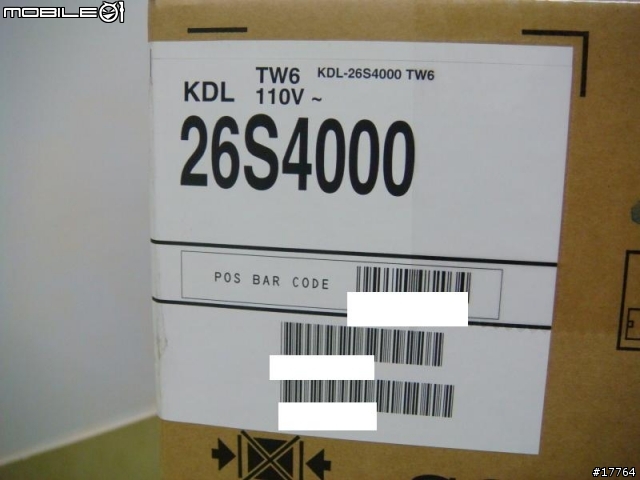 MOBILE01
TW6 KDL-26S4000 TW6
KDL 110V ~
26S4000
POS BAR CODE
#17764